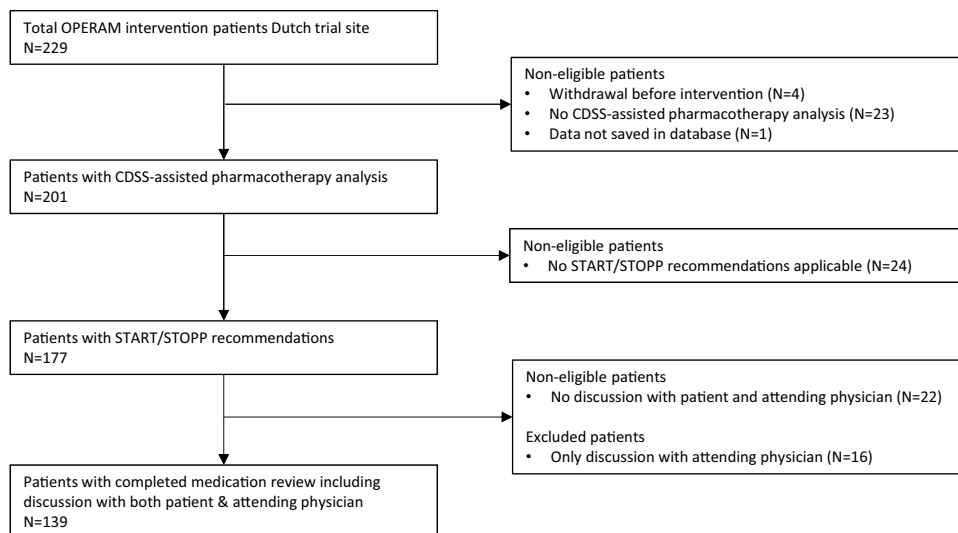 Total OPERAM intervention patients Dutch trial site
N=229
Non-eligible patients
• Withdrawal before intervention (N=4)
• No CDSS-assisted pharmacotherapy analysis (N=23)
• Data not saved in database (N=1)
Patients with CDSS-assisted pharmacotherapy analysis
N=201
Non-eligible patients
• No START/STOPP recommendations applicable (N=24)
Patients with START/STOPP recommendations
N=177
Non-eligible patients
• No discussion with patient and attending physician (N=22)
Excluded patients
• Only discussion with attending physician (N=16)
Patients with completed medication review including
discussion with both patient & attending physician
N=139